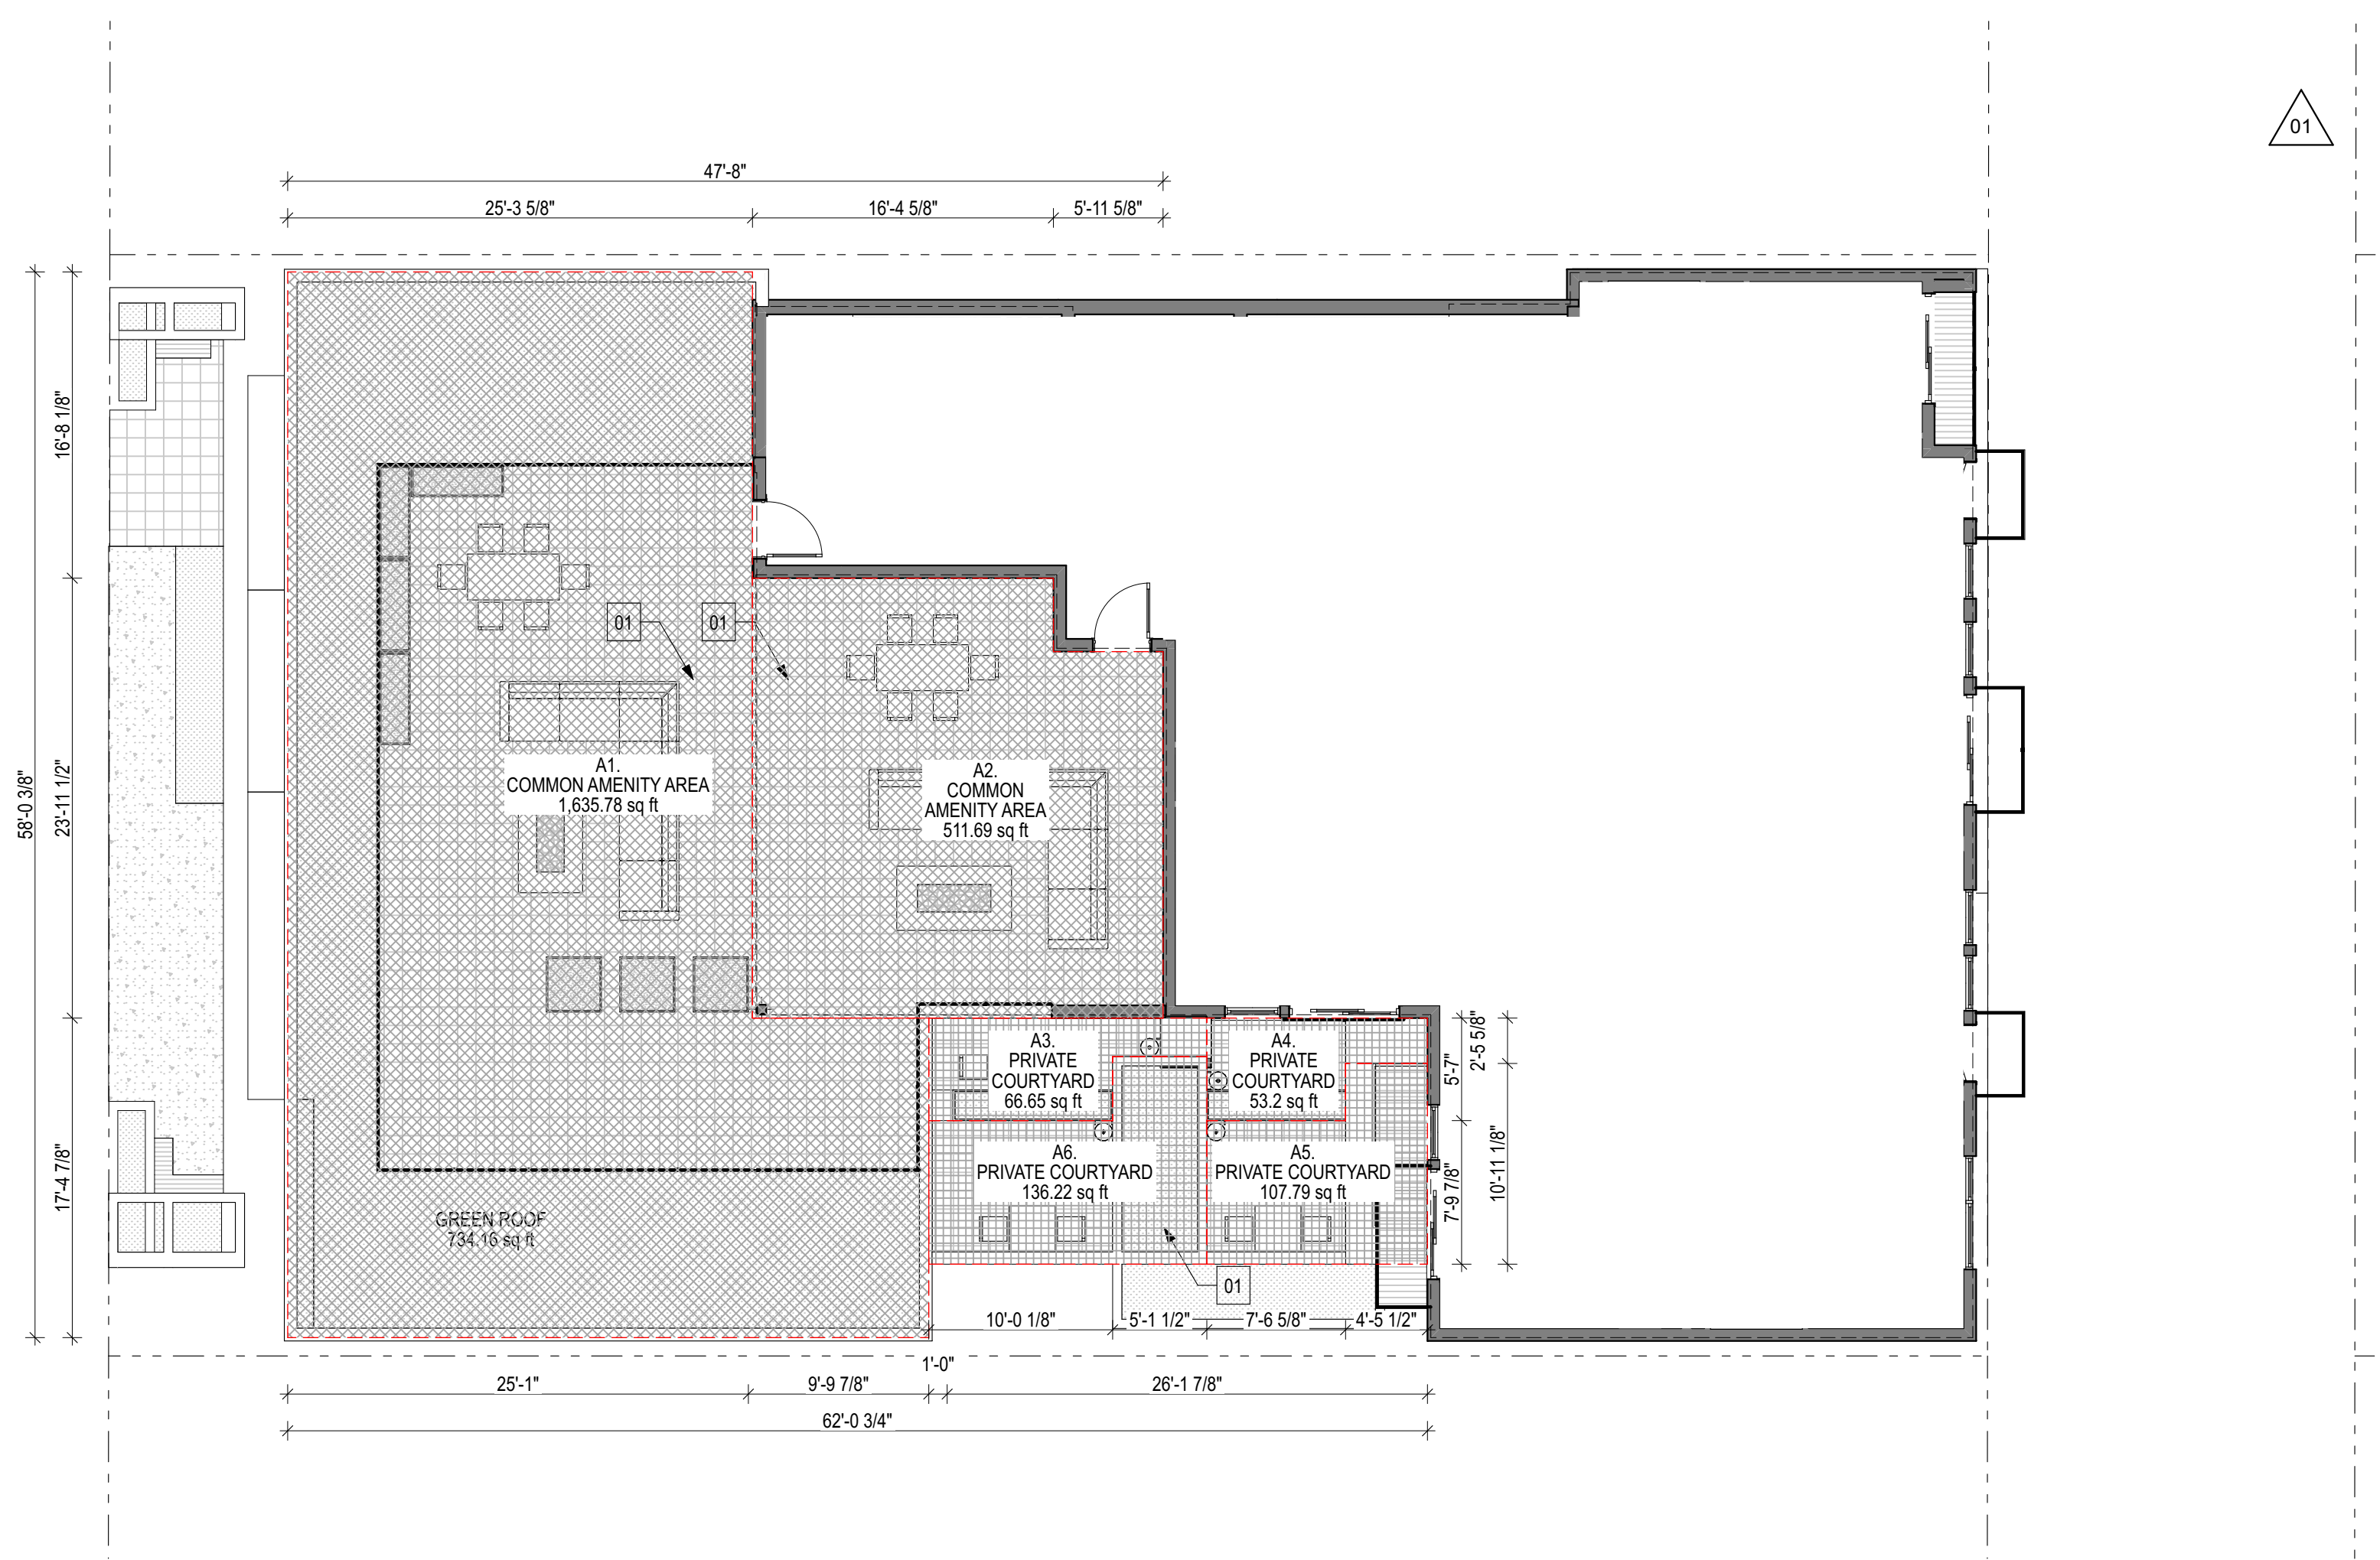 01
47'-8"
25'-3 5/8"
16'-4 5/8"
5'-11 5/8"
58'-0 3/8"
16'-8 1/8"
23'-11 1/2"
17'-4 7/8"
01
01
A1.
COMMON AMENITY AREA
1,635.78 sq ft
A2.
COMMON
AMENITY AREA
511.69 sq ft
A3.
PRIVATE
COURTYARD
66.65 sq ft
A4.
PRIVATE
COURTYARD
53.2 sq ft
5'-7"
2'-5 5/8"
A6.
PRIVATE COURTYARD
136.22 sq ft
A5.
PRIVATE COURTYARD
107.79 sq ft
7'-9 7/8"
10'-11 1/8"
GREEN ROOF
734.16 sq ft
01
10'-0 1/8"
5'-1 1/2"
7'-6 5/8"
4'-5 1/2"
1'-0"
25'-1"
9'-9 7/8"
26'-1 7/8"
62'-0 3/4"